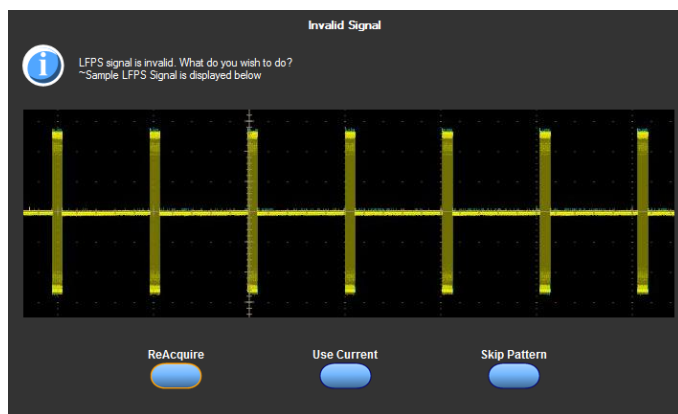 Invalid Signal
LFPS signal is invalid. What do you wish to do?
~Sample LFPS Signal is displayed below
ReAcquire
Use Current
Skip Pattern